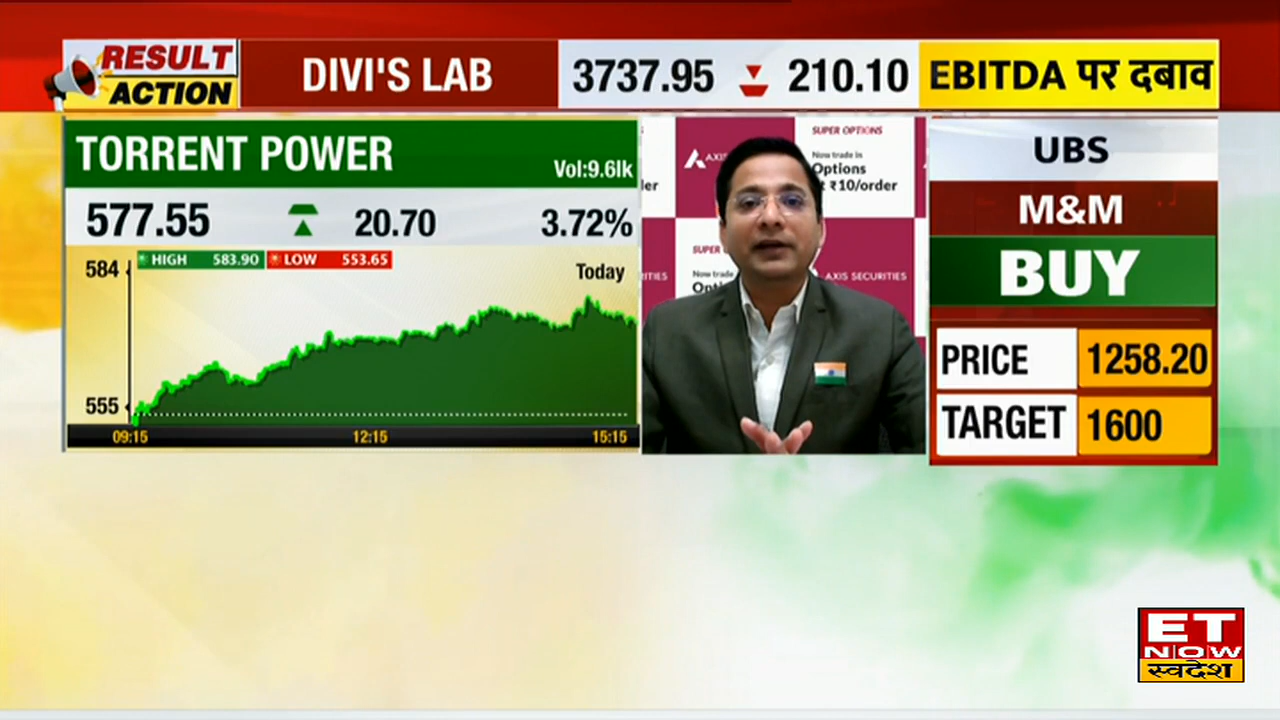 RESULT
ACTION
DIVI'S LAB
3737.95
210.10
EBITDA पर दबाव
TORRENT POWER
Vol:9.6lk
577.55
20.70
3.72%
HIGH 583.90
LOW 553.65
Today
584
555
09:15
12:15
15:15
SUPER OPTIONS
Now trade in
Options
₹10/order
AXIS SECURITIES
Now trade
UBS
M&M
BUY
PRICE 1258.20
TARGET 1600
ET
NOW
स्वदेश